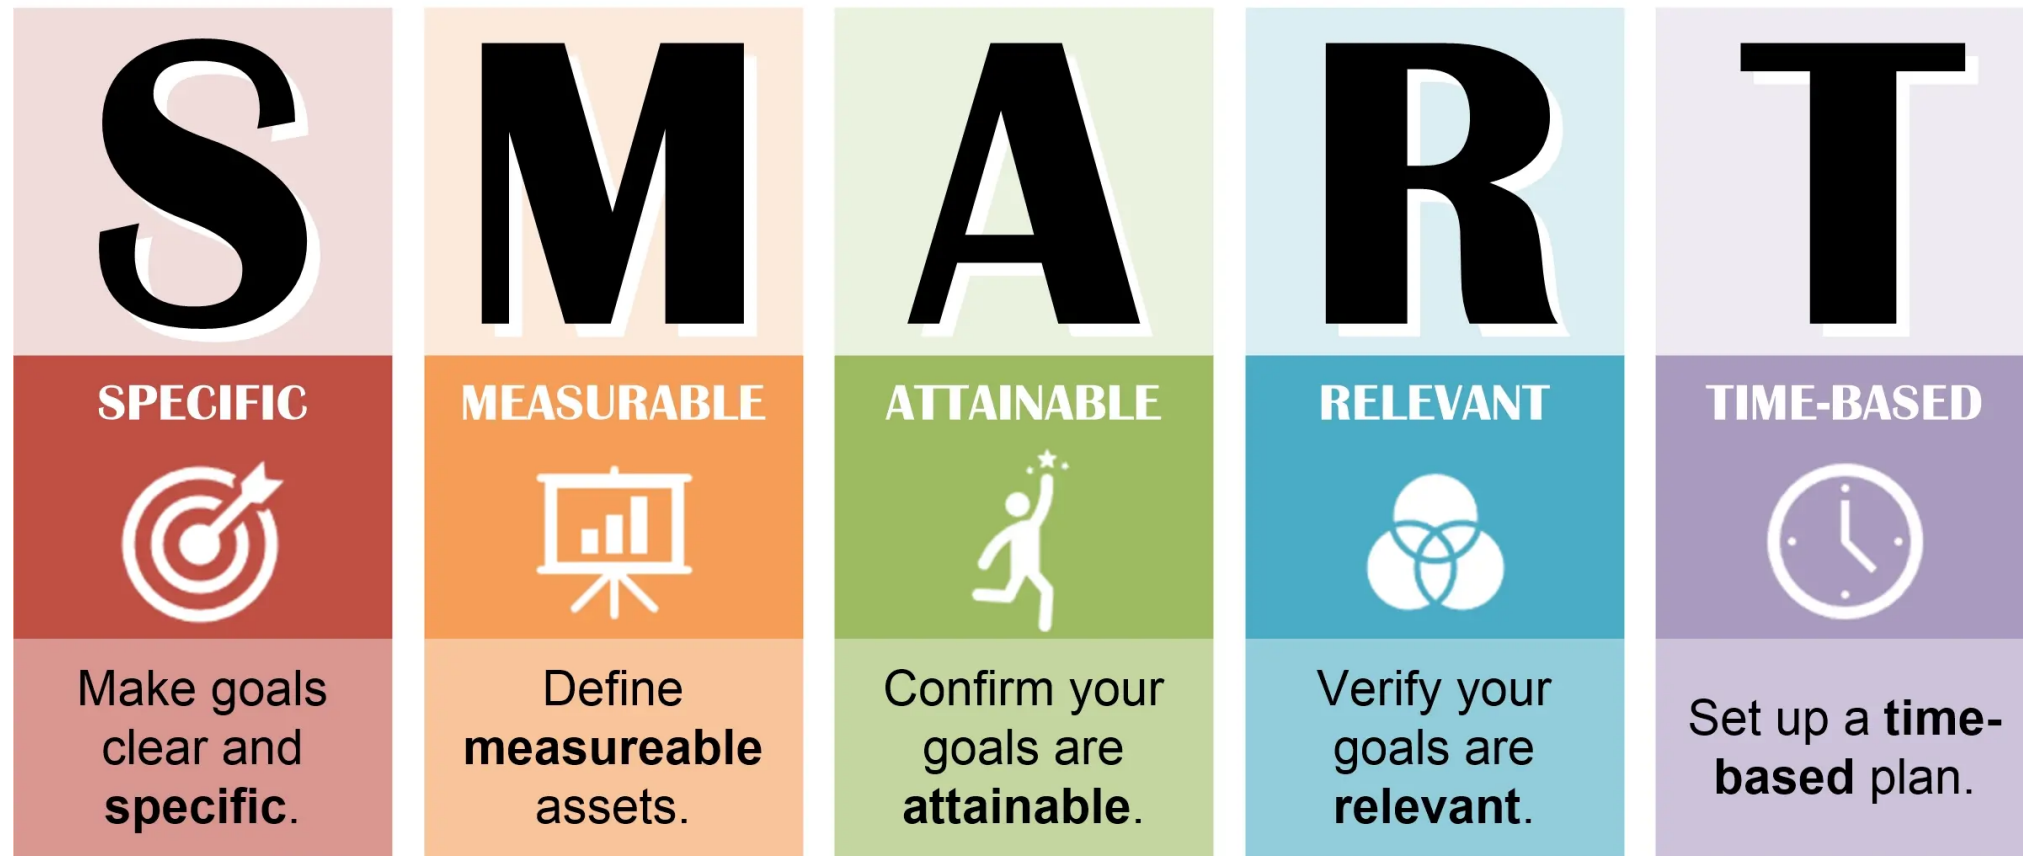 S
SPECIFIC
Make goals
clear and
specific.
M
MEASURABLE
Define
measureable
assets.
A
ATTAINABLE
Confirm your
goals are
attainable.
R
RELEVANT
Verify your
goals are
relevant.
T
TIME-BASED
Set up a time-
based plan.